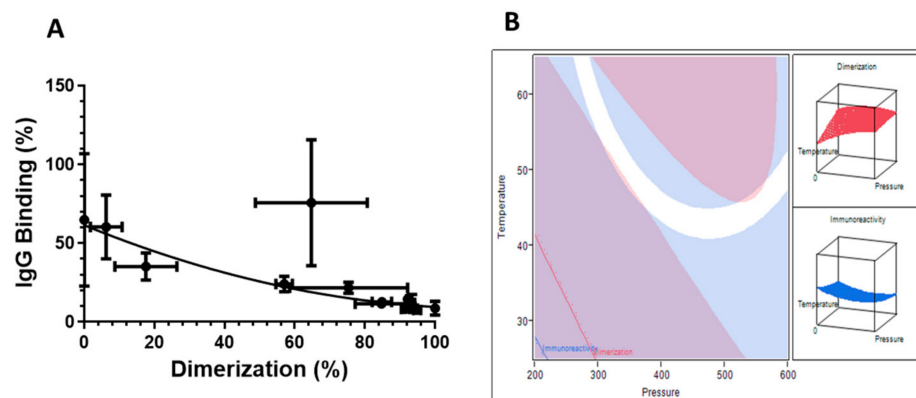 A
IgG Binding (%)
150
100
50
0
0
20
40
60
80
100
Dimerization (%)
B
Temperature
60
50
40
30
Immunoreactivity
Dimerization
200
300
400
500
600
Pressure
Dimerization
Temperature
0
Pressure
Immunoreactivity
Temperature
0
Pressure